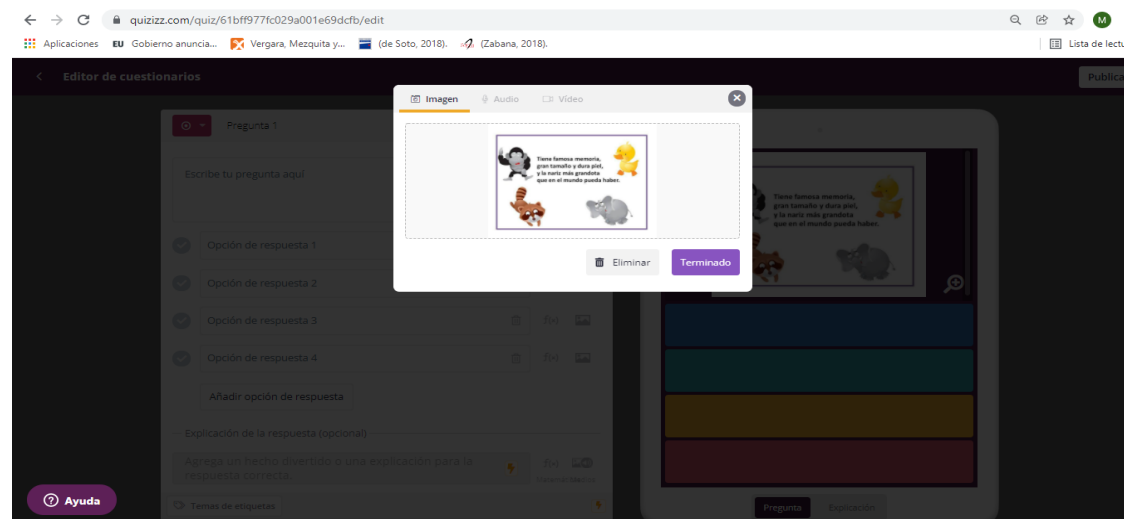 quizizz.com/quiz/61bff977fc029a001e69dcfb/edit
M
Aplicaciones EU Gobierno anuncia... Vergara, Mezquita y... (de Soto, 2018). (Zabana, 2018). Lista de lectu
Editor de cuestionarios
Publica
Imagen Audio Vídeo
Pregunta 1
Escribe tu pregunta aquí
Tiene famosa memoria,
gran tamaño y dura piel,
y la nariz más grandota
que en el mundo pueda haber.
Eliminar Terminado
Opción de respuesta 1
Opción de respuesta 2
Opción de respuesta 3 f(x)
Opción de respuesta 4 f(x)
Añadir opción de respuesta
Explicación de la respuesta (opcional)
Agrega un hecho divertido o una explicación para la
respuesta correcta.
f(x)
Temas de etiquetas
Ayuda
Tiene famosa memoria,
gran tamaño y dura piel,
y la nariz más grandota
que en el mundo pueda haber.
Pregunta Explicación